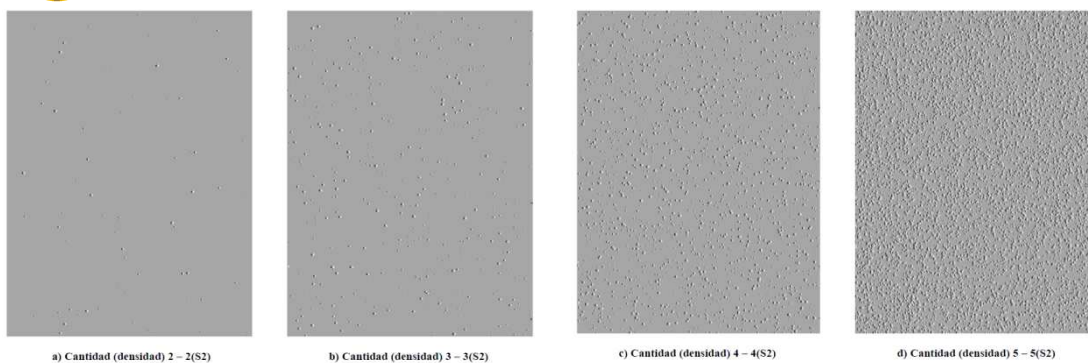 a) Cantidad (densidad) 2 – 2(S2)
b) Cantidad (densidad) 3 – 3(S2)
c) Cantidad (densidad) 4 – 4(S2)
d) Cantidad (densidad) 5 – 5(S2)